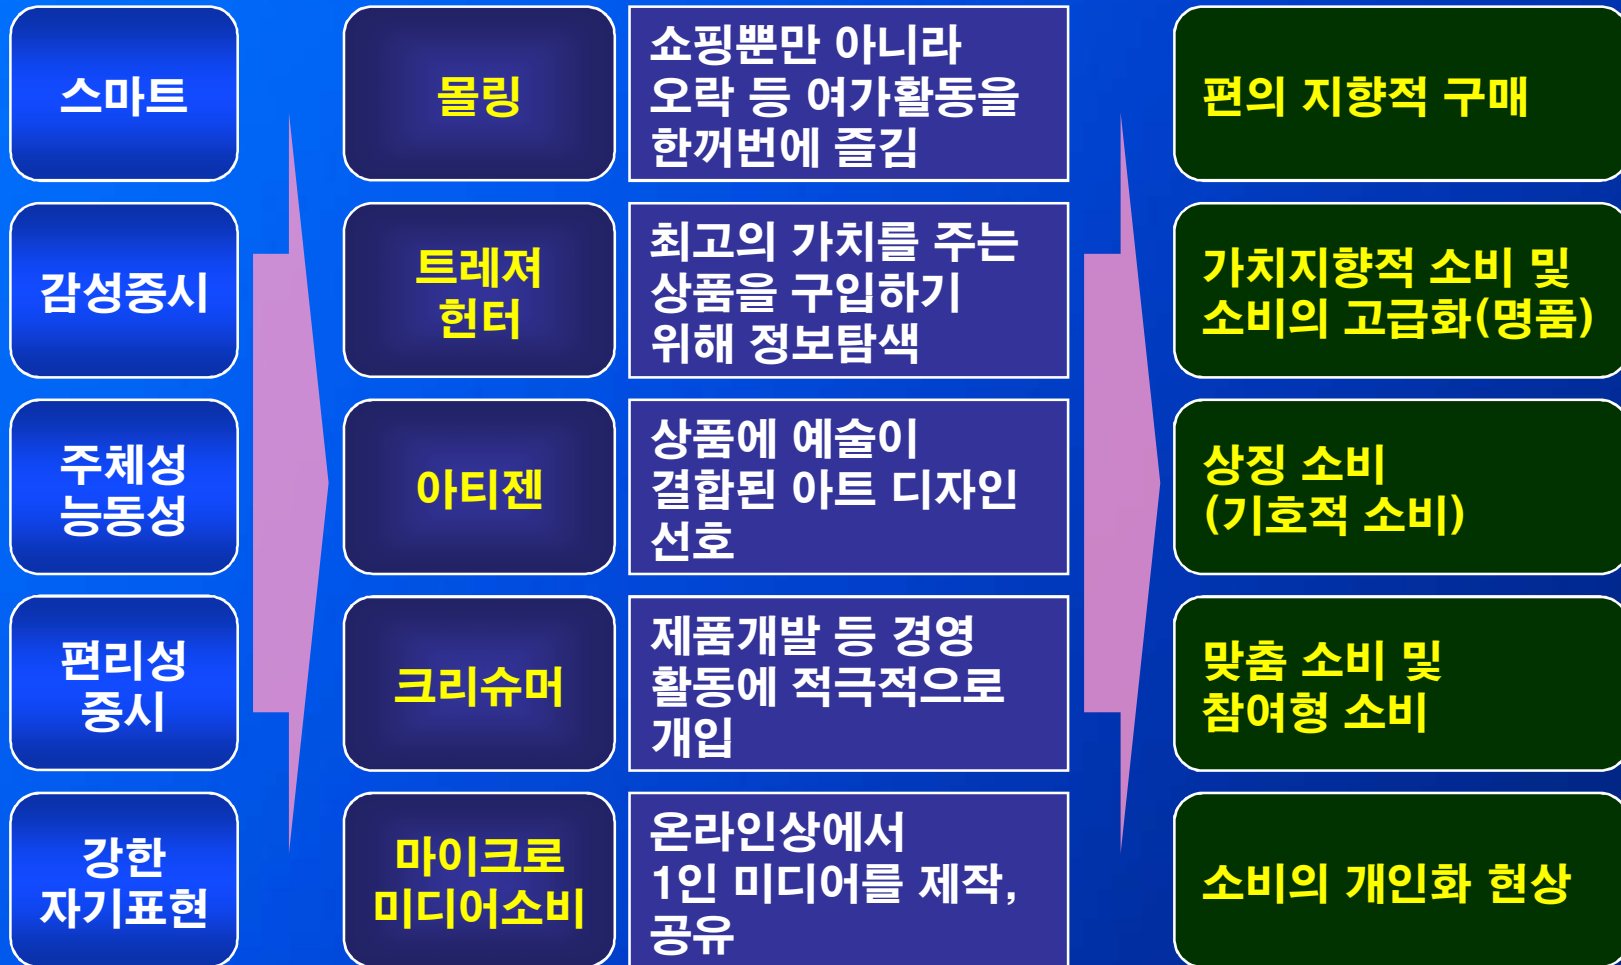 스마트
몰링
쇼핑뿐만 아니라
오락 등 여가활동을
한꺼번에 즐김
편의 지향적 구매
감성중시
트레져
헌터
최고의 가치를 주는
상품을 구입하기
위해 정보탐색
가치지향적 소비 및
소비의 고급화(명품)
주체성
능동성
아티젠
상품에 예술이
결합된 아트 디자인
선호
상징 소비
(기호적 소비)
편리성
중시
크리슈머
제품개발 등 경영
활동에 적극적으로
개입
맞춤 소비 및
참여형 소비
강한
자기표현
마이크로
미디어소비
온라인상에서
1인 미디어를 제작,
공유
소비의 개인화 현상